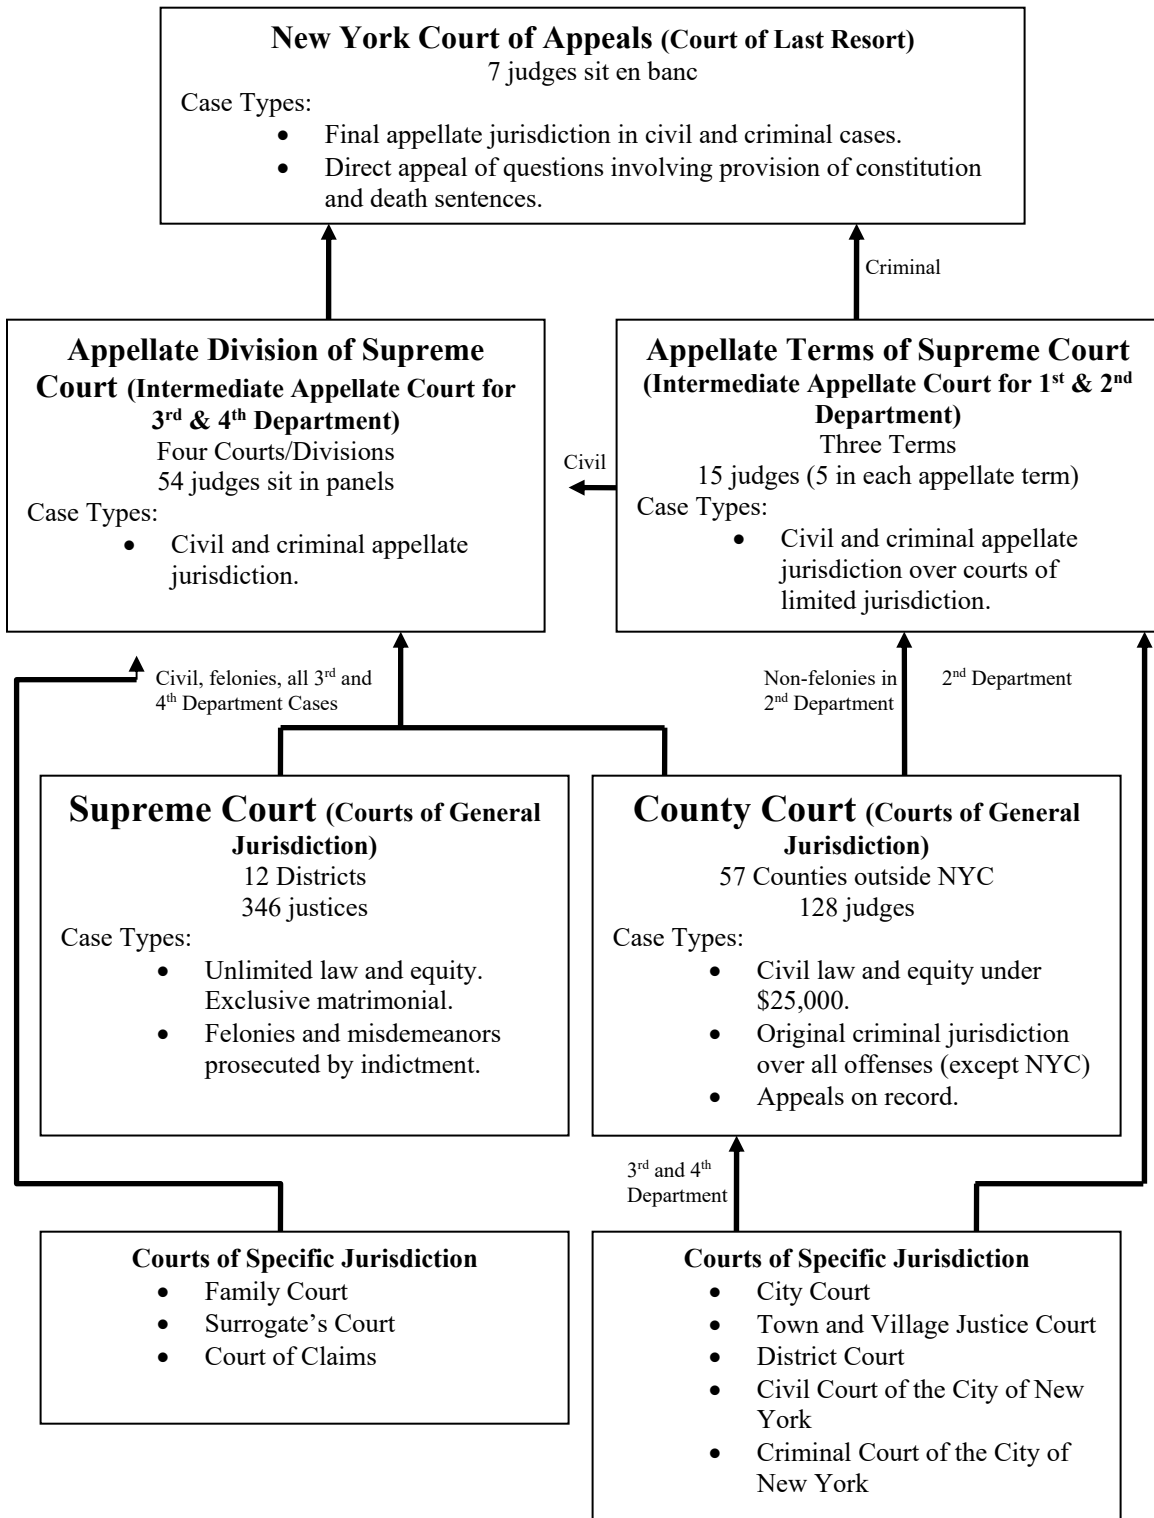 New York Court of Appeals (Court of Last Resort)
7 judges sit en banc
Case Types:
• Final appellate jurisdiction in civil and criminal cases.
• Direct appeal of questions involving provision of constitution
and death sentences.
Criminal
Appellate Division of Supreme
Court (Intermediate Appellate Court for
3rd & 4th Department)
Four Courts/Divisions
54 judges sit in panels
Case Types:
• Civil and criminal appellate
jurisdiction.
Civil
Appellate Terms of Supreme Court
(Intermediate Appellate Court for 1st & 2nd
Department)
Three Terms
15 judges (5 in each appellate term)
Case Types:
• Civil and criminal appellate
jurisdiction over courts of
limited jurisdiction.
Civil, felonies, all 3rd and
4th Department Cases
Non-felonies in
2nd Department
2nd Department
Supreme Court (Courts of General
Jurisdiction)
12 Districts
346 justices
Case Types:
• Unlimited law and equity.
Exclusive matrimonial.
• Felonies and misdemeanors
prosecuted by indictment.
County Court (Courts of General
Jurisdiction)
57 Counties outside NYC
128 judges
Case Types:
• Civil law and equity under
$25,000.
• Original criminal jurisdiction
over all offenses (except NYC)
• Appeals on record.
3rd and 4th
Department
Courts of Specific Jurisdiction
• Family Court
• Surrogate’s Court
• Court of Claims
Courts of Specific Jurisdiction
• City Court
• Town and Village Justice Court
• District Court
• Civil Court of the City of New
York
• Criminal Court of the City of
New York